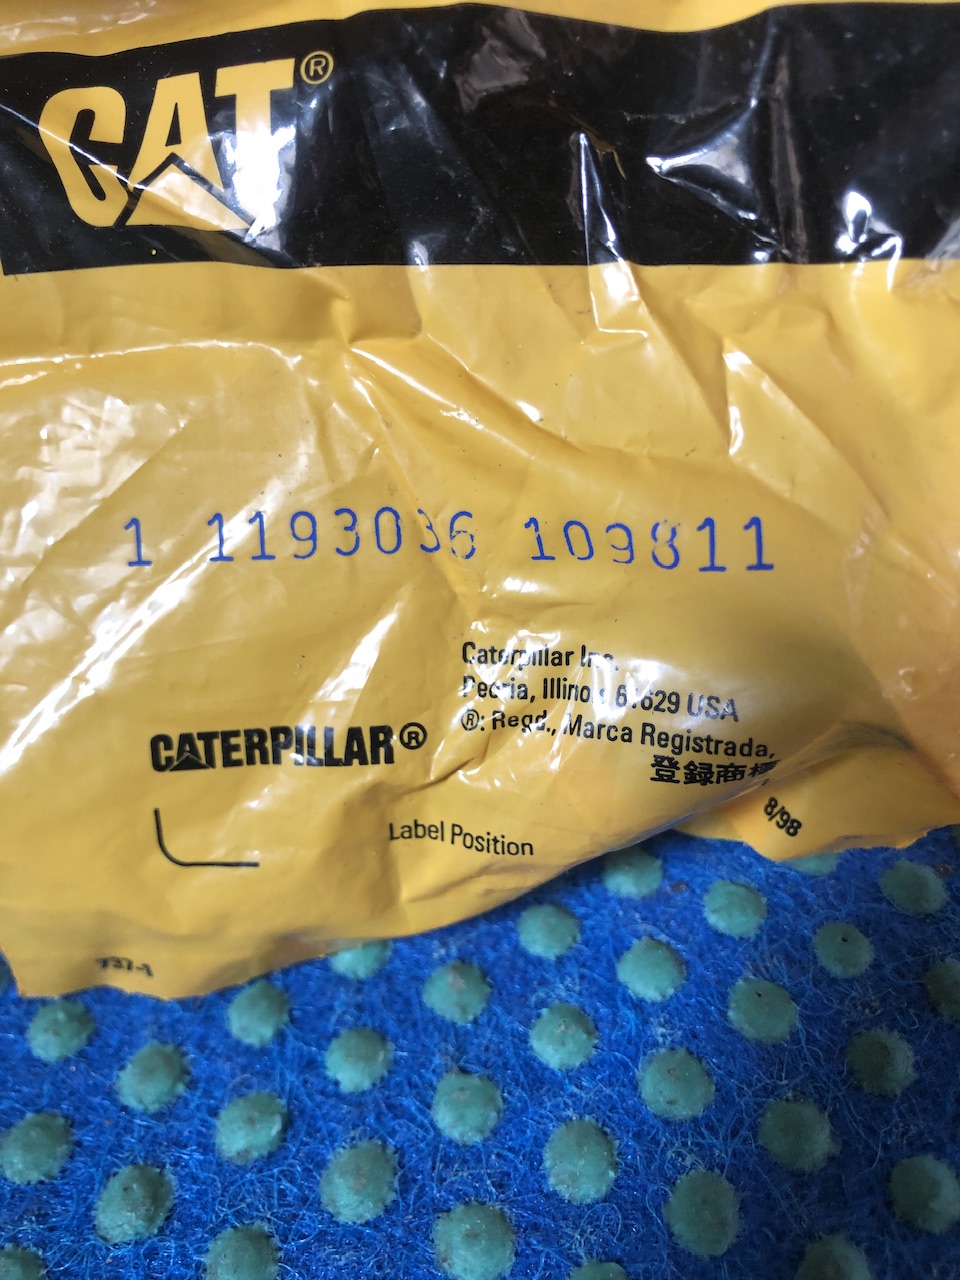 CAT®
1 1193036 109811
Caterpillar Inc.
Peoria, Illinois 61629 USA
®: Regd., Marca Registrada,
登録商標
CATERPILLAR®
8/98
Label Position